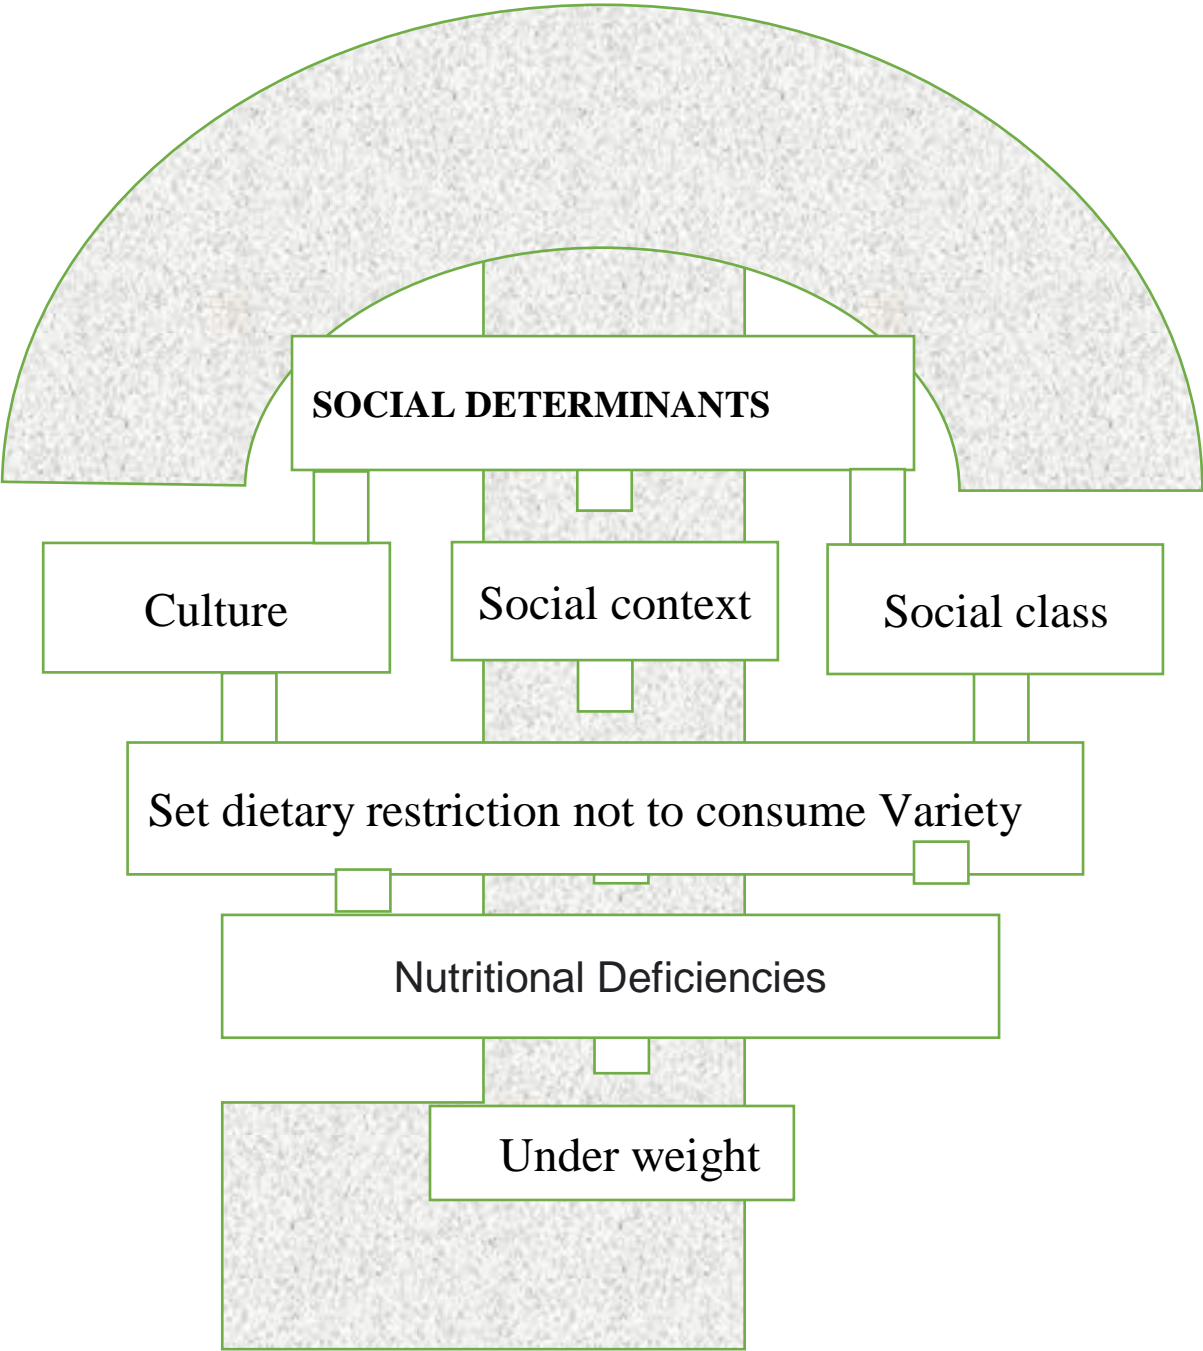 SOCIAL DETERMINANTS
Culture
Social context
Social class
Set dietary restriction not to consume Variety
Nutritional Deficiencies
Under weight